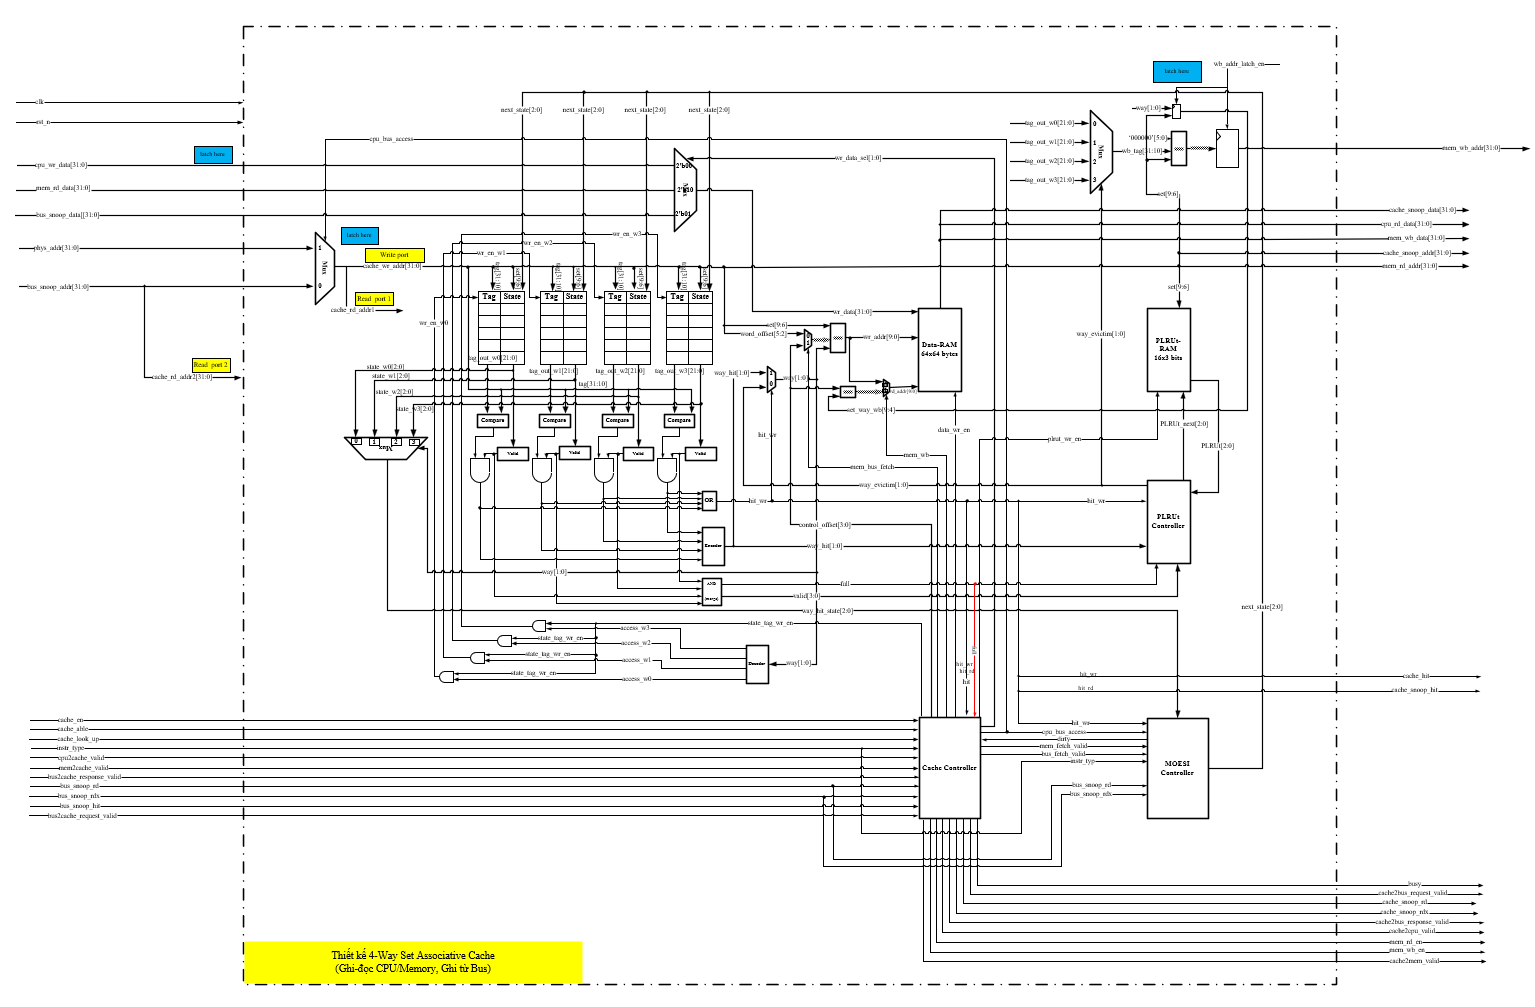 latch here
wb_addr_latch_en
clk
rst_n
next_state[2:0]
next_state[2:0]
next_state[2:0]
next_state[2:0]
way[1:0]
tag_out_w0[21:0]
0
cpu_bus_access
'000000'[5:0]
tag_out_w1[21:0]
1
Mux
wb_tag[31:10]
mem_wb_addr[31:0]
latch here
cpu_wr_data[31:0]
2'b00
wr_data_sel[1:0]
tag_out_w2[21:0]
2
tag_out_w3[21:0]
3
mem_rd_data[31:0]
2'b10
set[9:6]
bus_snoop_data[[31:0]
2'b01
cache_snoop_data[31:0]
cpu_rd_data[31:0]
latch here
wr_en_w3
wr_en_w2
mem_wb_data[31:0]
phys_addr[31:0]
1
Mux
0
Write port
wr_en_w1
cache_snoop_addr[31:0]
cache_wr_addr[31:0]
mem_rd_addr[31:0]
bus_snoop_addr[31:0]
set[9:6]
Tag State
Tag State
Tag State
Tag State
Read port 1
cache_rd_addr1
wr_en_w0
wr_data[31:0]
set[9:6]
word_offset[5:2]
wr_addr[9:0]
way_evictim[1:0]
Data-RAM
64x64 bytes
PLRUt-
RAM
16x3 bits
Read port 2
cache_rd_addr2[31:0]
tag_out_w0[21:0]
state_w0[2:0]
tag_out_w1[21:0]
tag_out_w2[21:0]
tag_out_w3[21:0]
state_w1[2:0]
tag[31:10]
way_hit[1:0]
1
0
way[1:0]
state_w2[2:0]
state_w3[2:0]
set_way_wb[9:4]
Compare
Compare
Compare
Compare
PLRUt_next[2:0]
data_wr_en
hit_wr
plrut_wr_en
PLRUt[2:0]
0
1
2
3
Mux
Valid
Valid
Valid
Valid
mem_wb
mem_bus_fetch
way_evictim[1:0]
OR
hit_wr
hit_wr
PLRUt
Controller
control_offset[3:0]
Encoder
way_hit[1:0]
way[1:0]
AND
(merge)
full
valid[3:0]
way_hit_state[2:0]
next_state[2:0]
state_tag_wr_en
access_w3
state_tag_wr_en
access_w2
state_tag_wr_en
access_w1
state_tag_wr_en
access_w0
Decoder
way[1:0]
hit_wr
hit_rd
hit
full
hit_wr
cache_hit
hit_rd
cache_snoop_hit
cache_en
cache_able
cache_look_up
instr_type
cpu2cache_valid
mem2cache_valid
bus2cache_response_valid
bus_snoop_rd
bus_snoop_rdx
bus_snoop_hit
bus2cache_request_valid
Cache Controller
hit_wr
cpu_bus_access
dirty
mem_fetch_valid
bus_fetch_valid
instr_typ
bus_snoop_rd
bus_snoop_rdx
MOESI
Controller
busy
cache2bus_request_valid
cache_snoop_rd
cache_snoop_rdx
cache2bus_response_valid
cache2cpu_valid
mem_rd_en
mem_wb_en
cache2mem_valid
Thiết kế 4-Way Set Associative Cache
(Ghi-đọc CPU/Memory, Ghi từ Bus)